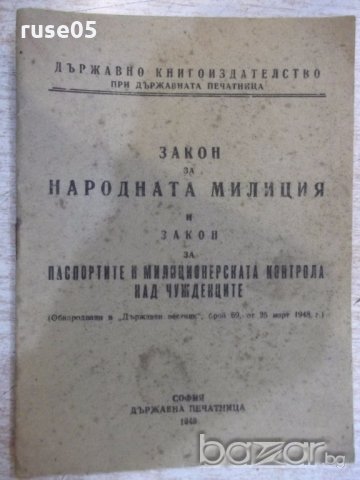 ruse05
ДЪРЖАВНО КНИГОИЗДАТЕЛСТВО
ПРИ ДЪРЖАВНАТА ПЕЧАТНИЦА
ЗАКОН
ЗА
НАРОДНАТА МИЛИЦИЯ
И
ЗАКОН
ЗА
ПАСПОРТИТЕ И МИЛИЦИОНЕРСКАТА КОНТРОЛА
НАД ЧУЖДЕНЦИТЕ
(Обнародвани в „Държавен вестник", брой 69, от 25 март 1948 г.)
СОФИЯ
ДЪРЖАВНА ПЕЧАТНИЦА
1948
bazar.bg